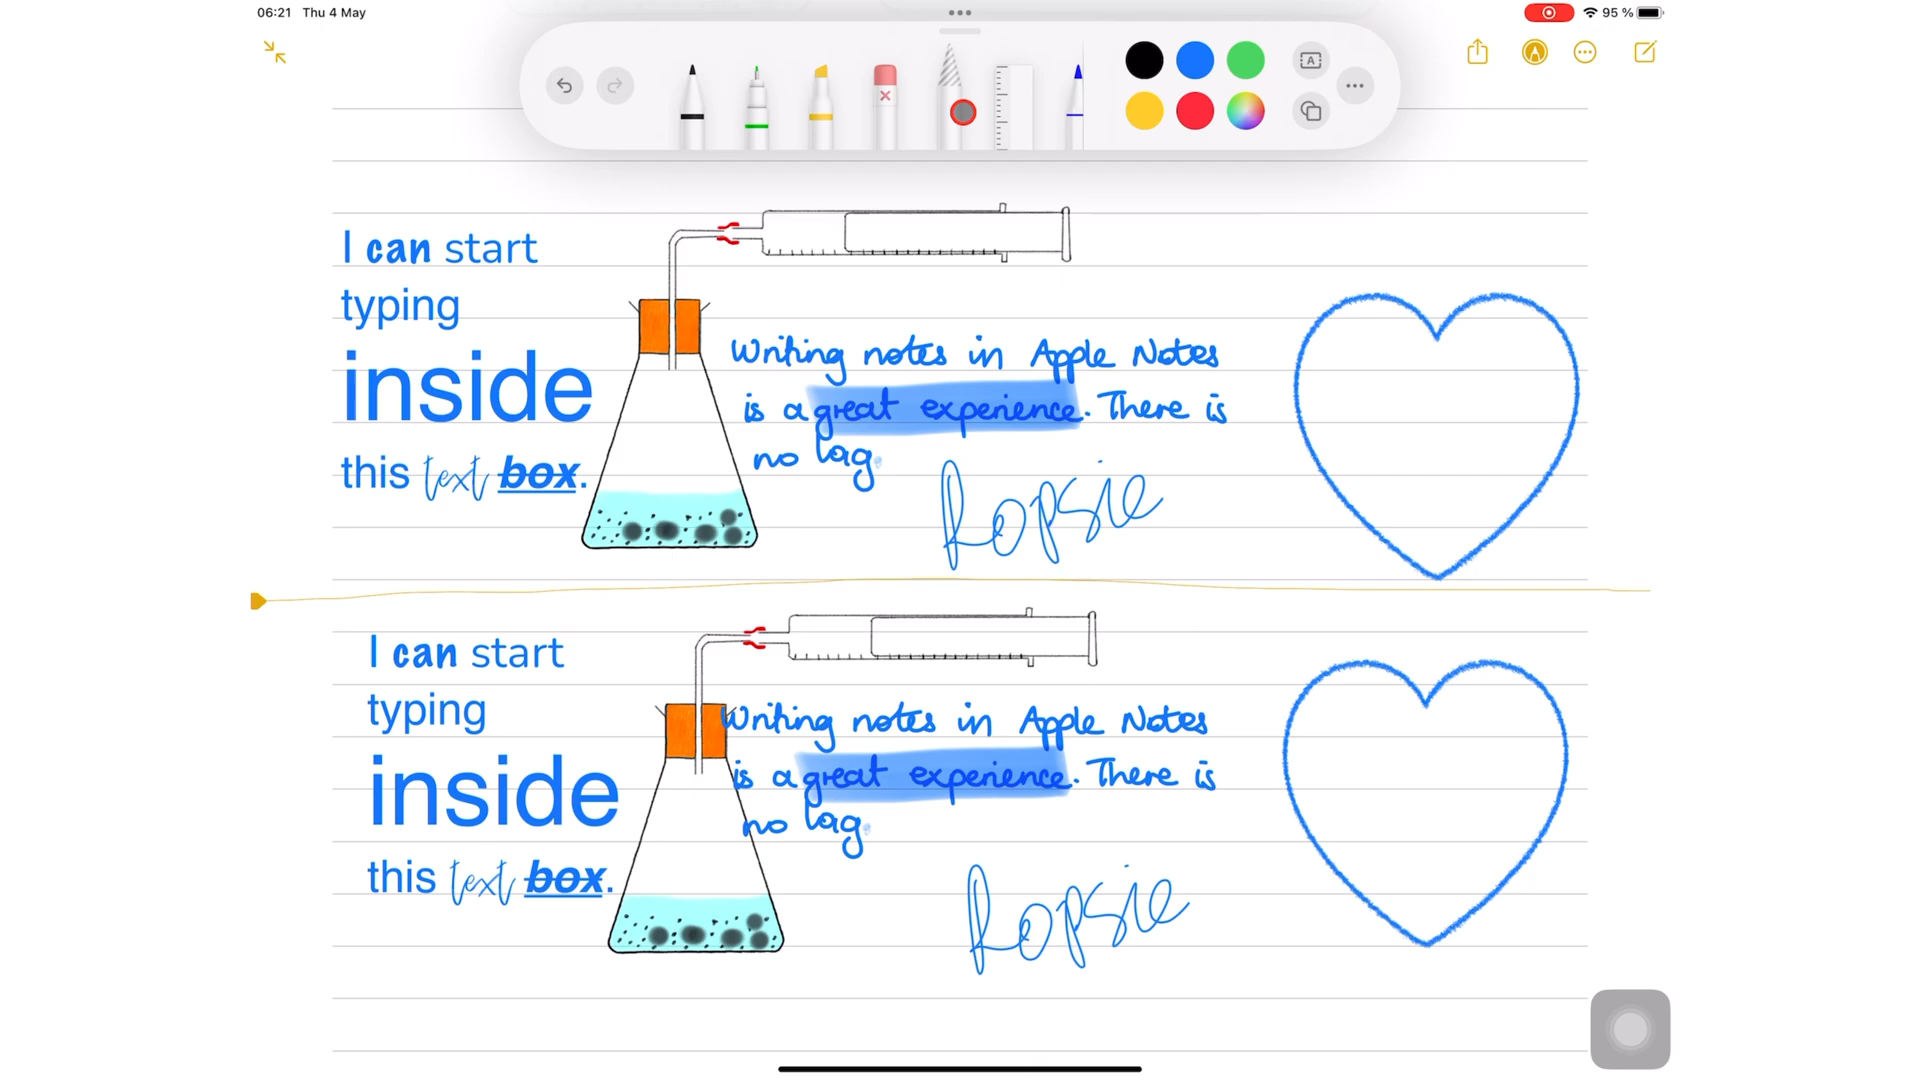 06:21 Thu 4 May
95 %
A
I can start
typing
inside
this text box.
Writing notes in Apple Notes
is a great experience. There is
no lag.
Ropsie
I can start
typing
inside
this text box.
Writing notes in Apple Notes
is a great experience. There is
no lag.
Ropsie